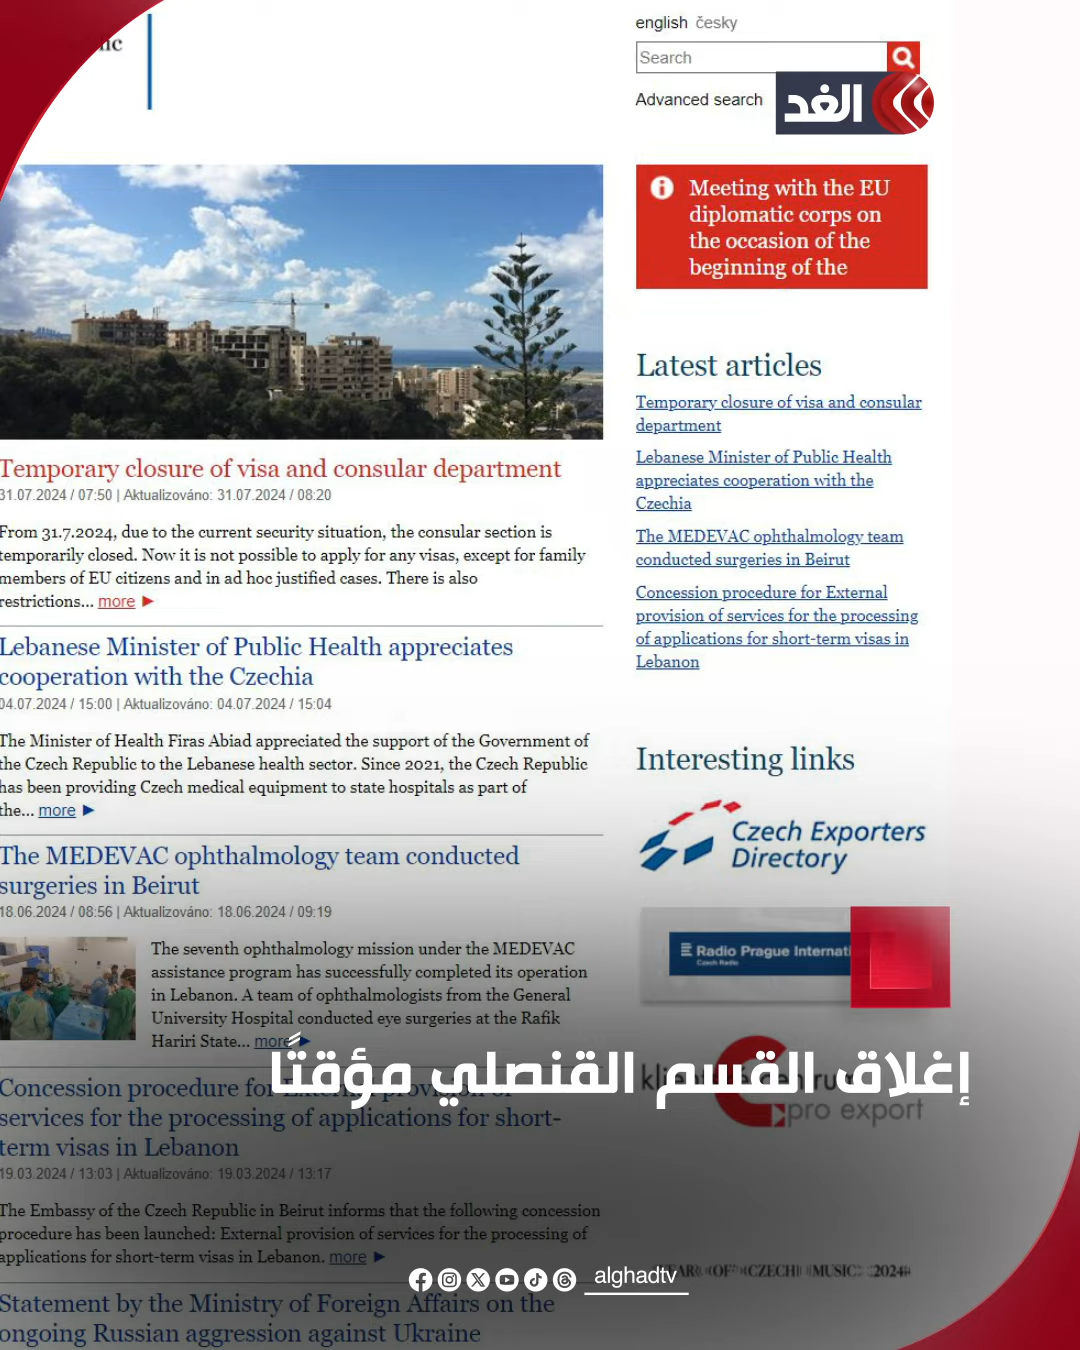 english česky
Search
Advanced search
الغد
Meeting with the EU
diplomatic corps on
the occasion of the
beginning of the
Temporary closure of visa and consular department
31.07.2024 / 07:50 | Aktualizováno: 31.07.2024 / 08:20
From 31.7.2024, due to the current security situation, the consular section is
temporarily closed. Now it is not possible to apply for any visas, except for family
members of EU citizens and in ad hoc justified cases. There is also
restrictions... more
Lebanese Minister of Public Health appreciates
cooperation with the Czechia
04.07.2024 / 15:00 | Aktualizováno: 04.07.2024 / 15:04
The Minister of Health Firas Abiad appreciated the support of the Government of
the Czech Republic to the Lebanese health sector. Since 2021, the Czech Republic
has been providing Czech medical equipment to state hospitals as part of
the... more
The MEDEVAC ophthalmology team conducted
surgeries in Beirut
18.06.2024 / 08:56 | Aktualizováno: 18.06.2024 / 09:19
The seventh ophthalmology mission under the MEDEVAC
assistance program has successfully completed its operation
in Lebanon. A team of ophthalmologists from the General
University Hospital conducted eye surgeries at the Rafik
Hariri State... more
Concession procedure for External provision of
services for the processing of applications for short-
term visas in Lebanon
19.03.2024 / 13:03 | Aktualizováno: 19.03.2024 / 13:17
The Embassy of the Czech Republic in Beirut informs that the following concession
procedure has been launched: External provision of services for the processing of
applications for short-term visas in Lebanon. more
Statement by the Ministry of Foreign Affairs on the
ongoing Russian aggression against Ukraine
Latest articles
Temporary closure of visa and consular
department
Lebanese Minister of Public Health
appreciates cooperation with the
Czechia
The MEDEVAC ophthalmology team
conducted surgeries in Beirut
Concession procedure for External
provision of services for the processing
of applications for short-term visas in
Lebanon
Interesting links
Czech Exporters
Directory
Radio Prague Internati
Czech Radio
pro export
YEAR OF CZECH MUSIC 2024
إغلاق القسم القنصلي مؤقتًا
alghadtv